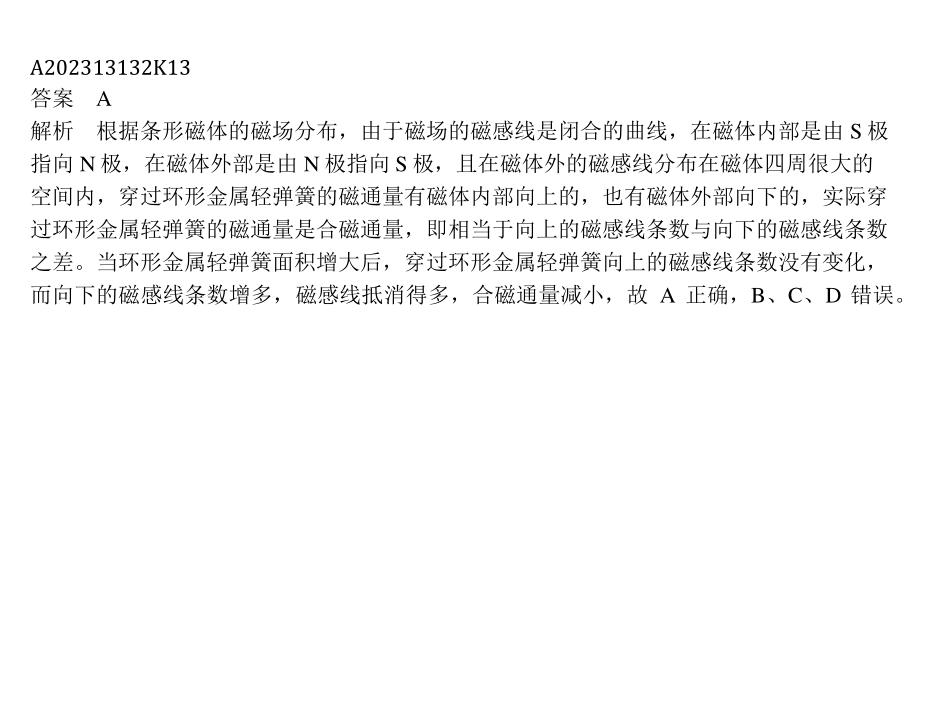 A202313132K13
答案 A
解析 根据条形磁体的磁场分布，由于磁场的磁感线是闭合的曲线，在磁体内部是由 S 极
指向 N 极，在磁体外部是由 N 极指向 S 极，且在磁体外的磁感线分布在磁体四周很大的
空间内，穿过环形金属轻弹簧的磁通量有磁体内部向上的，也有磁体外部向下的，实际穿
过环形金属轻弹簧的磁通量是合磁通量，即相当于向上的磁感线条数与向下的磁感线条数
之差。当环形金属轻弹簧面积增大后，穿过环形金属轻弹簧向上的磁感线条数没有变化，
而向下的磁感线条数增多，磁感线抵消得多，合磁通量减小，故 A 正确，B、C、D 错误。